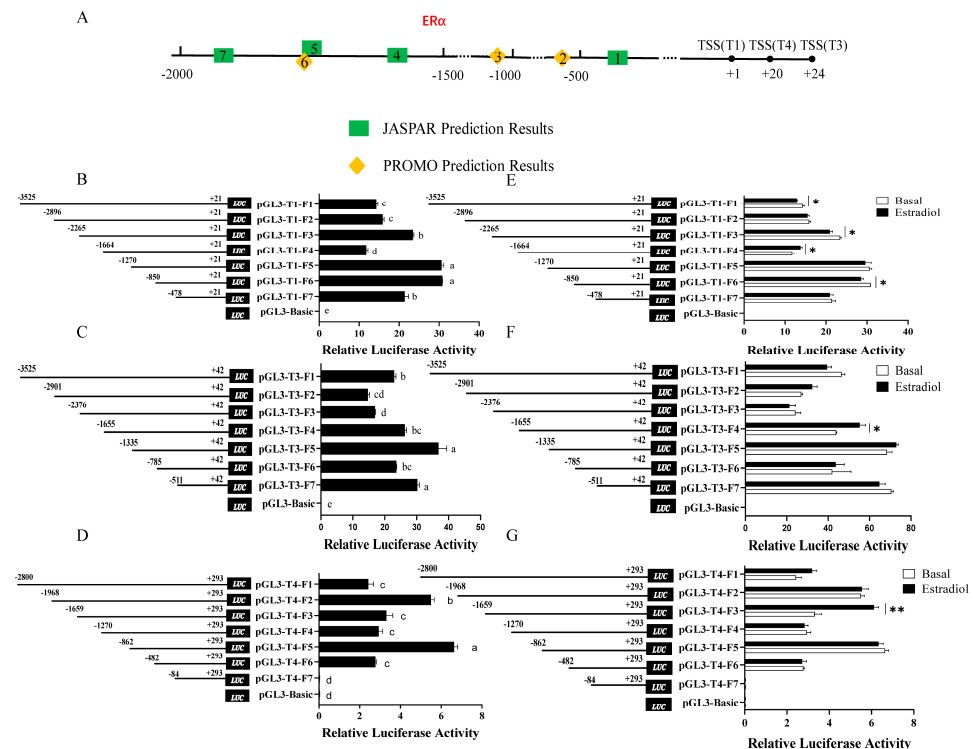 A
ERα
7
5
6
4
3
2
1
-2000
-1500
-1000
-500
TSS(T1) TSS(T4) TSS(T3)
+1 +20 +24
JASPAR Prediction Results
PROMO Prediction Results
B
-3525 +21 LUC pGL3-T1-F1 c
-2896 +21 LUC pGL3-T1-F2 c
-2265 +21 LUC pGL3-T1-F3 b
-1664 +21 LUC pGL3-T1-F4 d
-1270 +21 LUC pGL3-T1-F5 a
-850 +21 LUC pGL3-T1-F6 a
-478 +21 LUC pGL3-T1-F7 b
LUC pGL3-Basic e
0 10 20 30 40
Relative Luciferase Activity
E
Basal
Estradiol
-3525 +21 LUC pGL3-T1-F1 *
-2896 +21 LUC pGL3-T1-F2
-2265 +21 LUC pGL3-T1-F3 *
-1664 +21 LUC pGL3-T1-F4 *
-1270 +21 LUC pGL3-T1-F5
-850 +21 LUC pGL3-T1-F6 *
-478 +21 LUC pGL3-T1-F7
LUC pGL3-Basic
0 10 20 30 40
Relative Luciferase Activity
C
-3525 +42 LUC pGL3-T3-F1 b
-2901 +42 LUC pGL3-T3-F2 cd
-2376 +42 LUC pGL3-T3-F3 d
-1655 +42 LUC pGL3-T3-F4 bc
-1335 +42 LUC pGL3-T3-F5 a
-785 +42 LUC pGL3-T3-F6 bc
-511 +42 LUC pGL3-T3-F7 a
LUC pGL3-Basic e
0 10 20 30 40 50
Relative Luciferase Activity
F
Basal
Estradiol
-3525 +42 LUC pGL3-T3-F1
-2901 +42 LUC pGL3-T3-F2
-2376 +42 LUC pGL3-T3-F3
-1655 +42 LUC pGL3-T3-F4 *
-1335 +42 LUC pGL3-T3-F5
-785 +42 LUC pGL3-T3-F6
-511 +42 LUC pGL3-T3-F7
LUC pGL3-Basic
0 20 40 60 80
Relative Luciferase Activity
D
-2800 +293 LUC pGL3-T4-F1 c
-1968 +293 LUC pGL3-T4-F2 b
-1659 +293 LUC pGL3-T4-F3 c
-1270 +293 LUC pGL3-T4-F4 c
-862 +293 LUC pGL3-T4-F5 a
-482 +293 LUC pGL3-T4-F6 c
-84 +293 LUC pGL3-T4-F7 d
LUC pGL3-Basic d
0 2 4 6 8
Relative Luciferase Activity
G
Basal
Estradiol
-2800 +293 LUC pGL3-T4-F1
-1968 +293 LUC pGL3-T4-F2
-1659 +293 LUC pGL3-T4-F3 **
-1270 +293 LUC pGL3-T4-F4
-862 +293 LUC pGL3-T4-F5
-482 +293 LUC pGL3-T4-F6
-84 +293 LUC pGL3-T4-F7
LUC pGL3-Basic
0 2 4 6 8
Relative Luciferase Activity